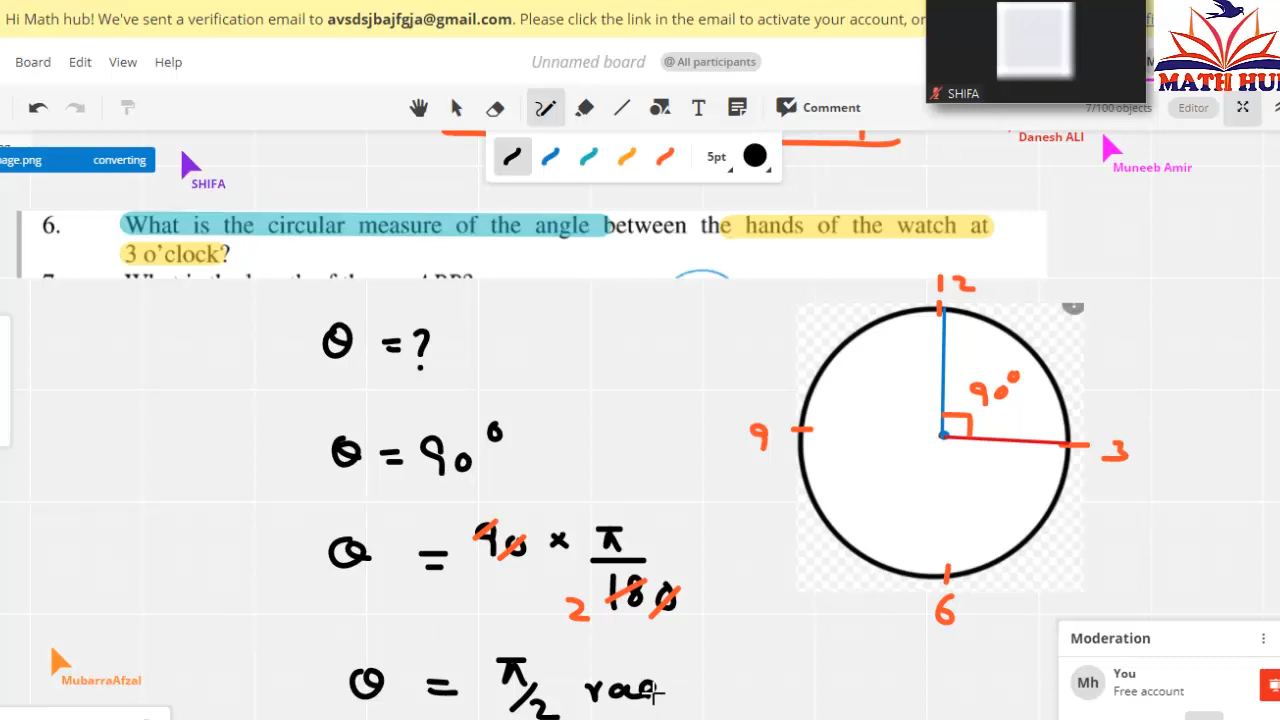 Hi Math hub! We've sent a verification email to avsdsjbajfgja@gmail.com. Please click the link in the email to activate your account, or
Board Edit View Help
Unnamed board
@ All participants
SHIFA
MATH HUB
Comment
7/100 objects
Editor
Danesh ALI
Muneeb Amir
age.png converting
SHIFA
5pt
6. What is the circular measure of the angle between the hands of the watch at
3 o'clock?
12
θ = ?
90°
θ = 90°
9
3
θ = 90 × π
2 180
6
θ = π/2 rad
MubarraAfzal
Moderation
Mh
You
Free account